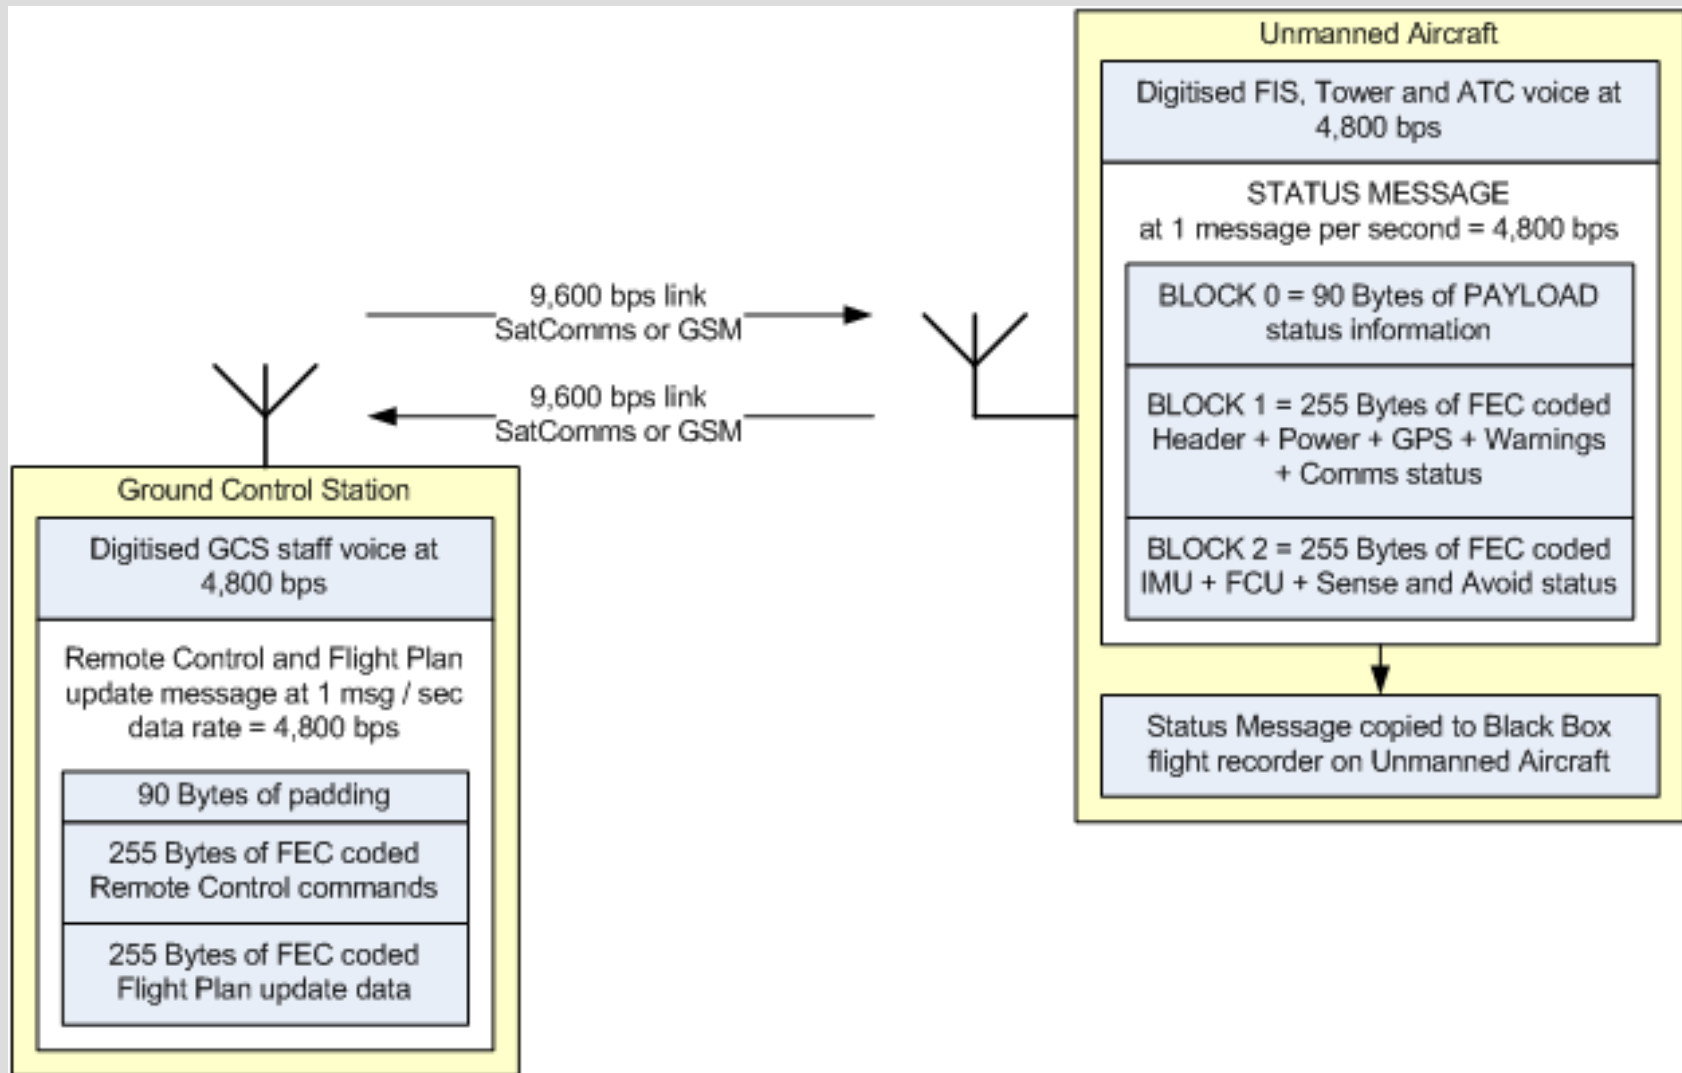 Unmanned Aircraft
Digitised FIS, Tower and ATC voice at
4,800 bps
STATUS MESSAGE
at 1 message per second = 4,800 bps
BLOCK 0 = 90 Bytes of PAYLOAD
status information
BLOCK 1 = 255 Bytes of FEC coded
Header + Power + GPS + Warnings
+ Comms status
BLOCK 2 = 255 Bytes of FEC coded
IMU + FCU + Sense and Avoid status
Status Message copied to Black Box
flight recorder on Unmanned Aircraft
9,600 bps link
SatComms or GSM
9,600 bps link
SatComms or GSM
Ground Control Station
Digitised GCS staff voice at
4,800 bps
Remote Control and Flight Plan
update message at 1 msg / sec
data rate = 4,800 bps
90 Bytes of padding
255 Bytes of FEC coded
Remote Control commands
255 Bytes of FEC coded
Flight Plan update data